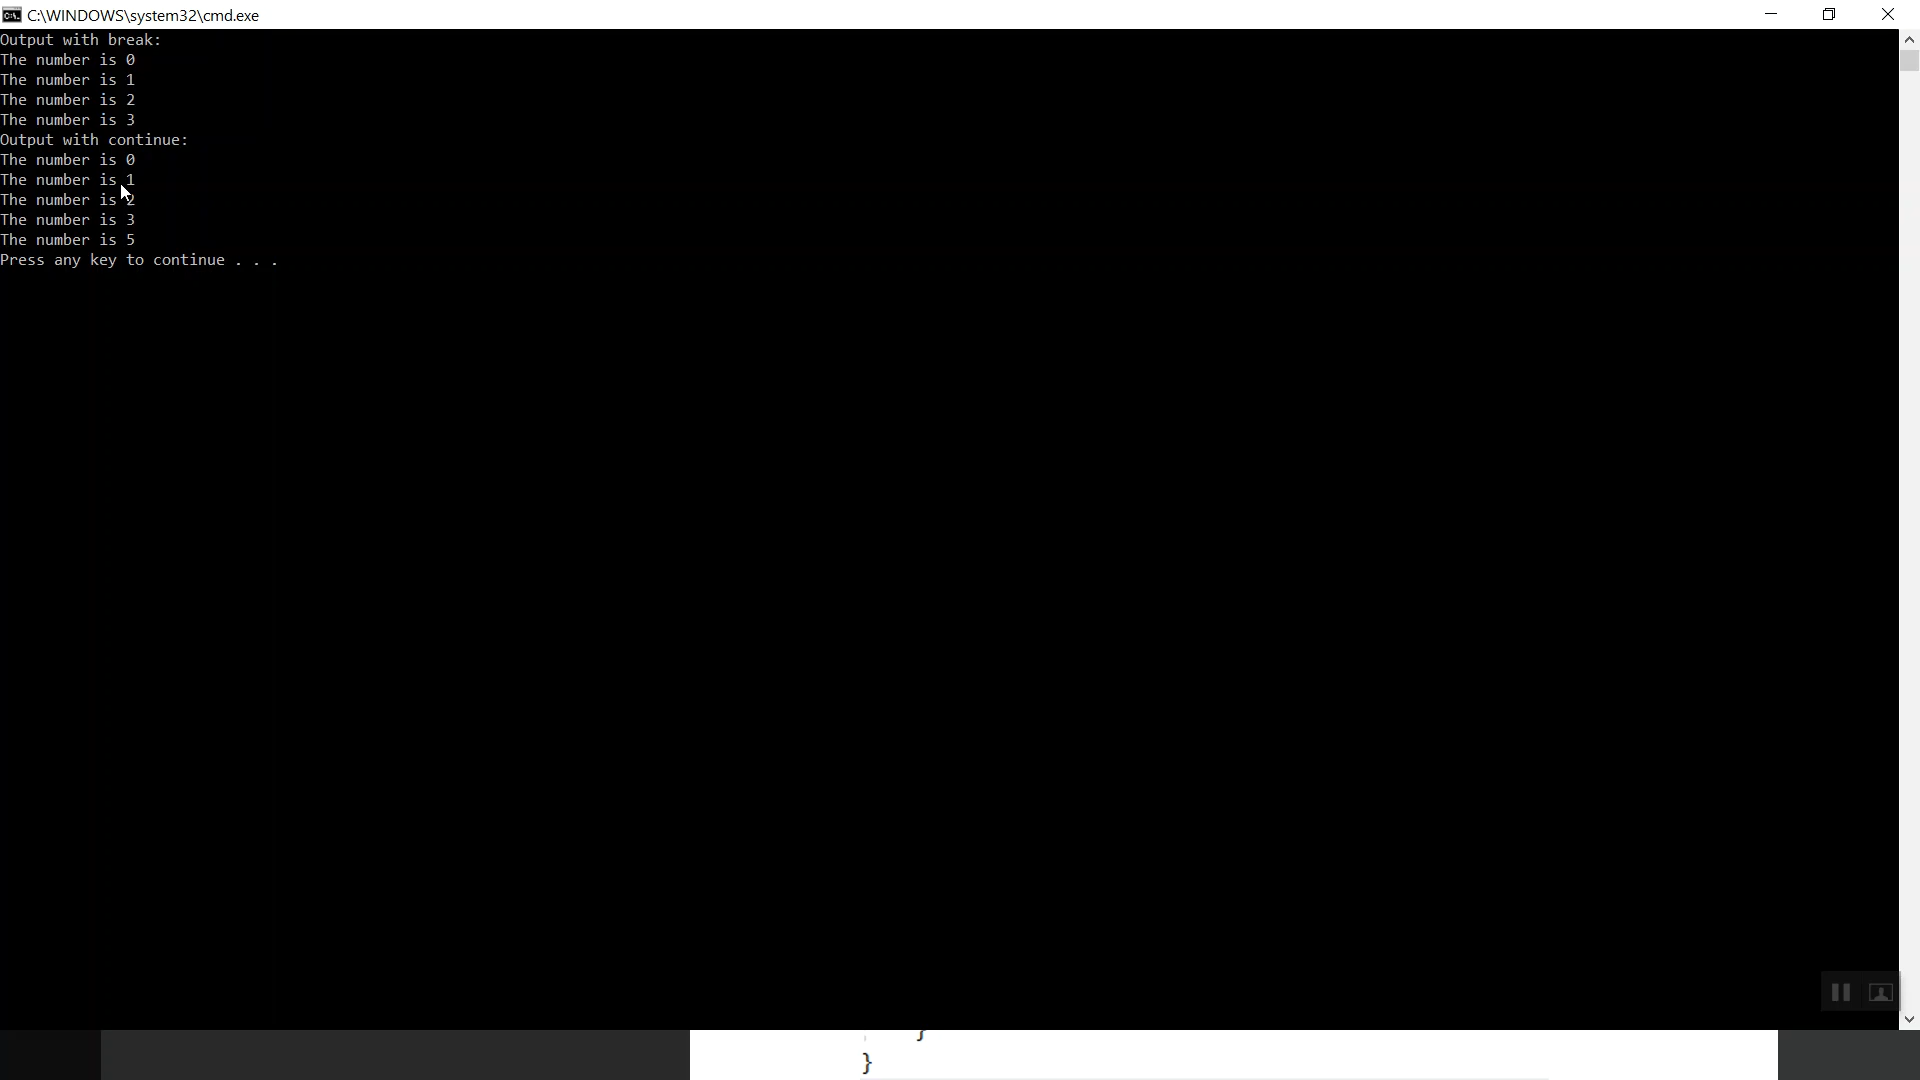 C:\WINDOWS\system32\cmd.exe
Output with break:
The number is 0
The number is 1
The number is 2
The number is 3
Output with continue:
The number is 0
The number is 1
The number is 2
The number is 3
The number is 5
Press any key to continue . . .
}
}